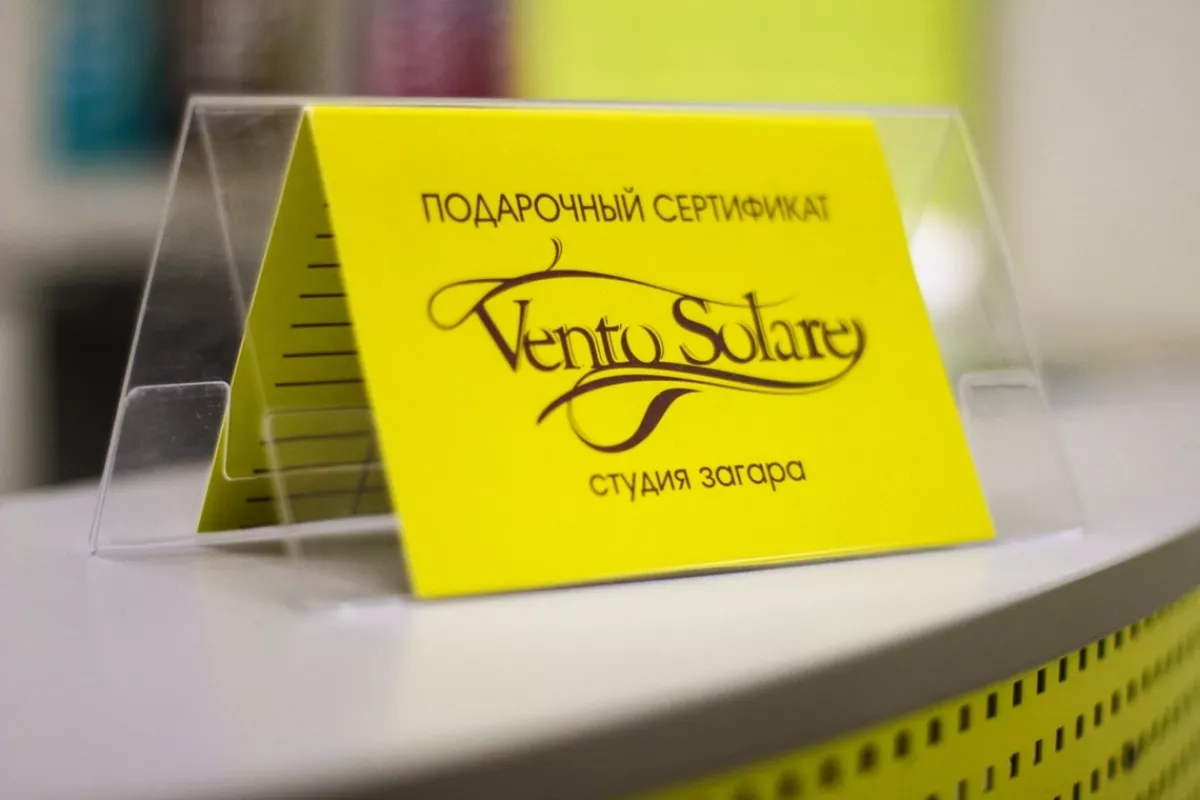 ПОДАРОЧНЫЙ СЕРТИФИКАТ
Vento Solare
студия загара